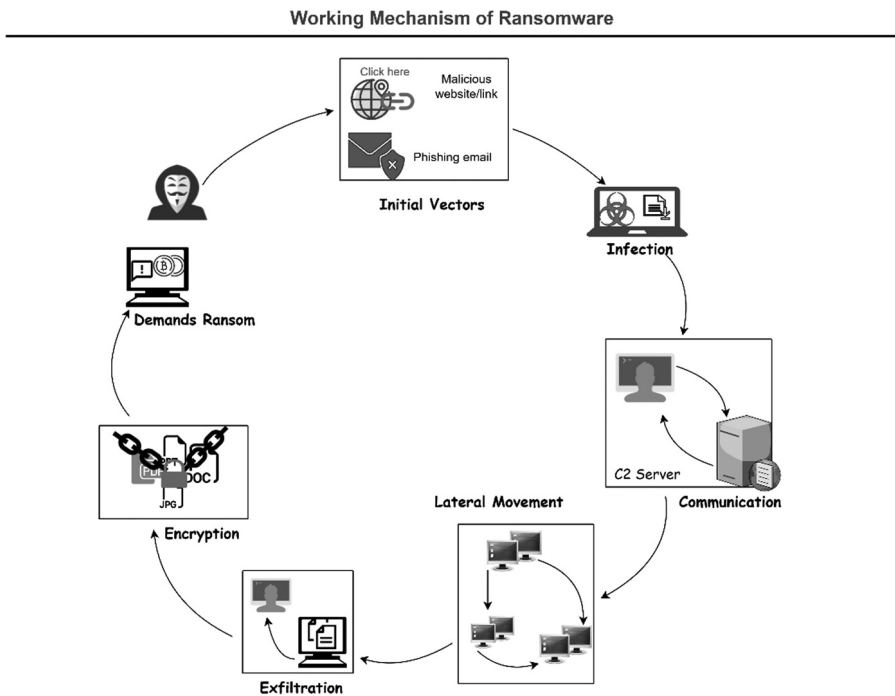 Working Mechanism of Ransomware
Click here
Malicious
website/link
Phishing email
Initial Vectors
Infection
Demands Ransom
C2 Server
Communication
Lateral Movement
PDF
DOC
JPG
Encryption
Exfiltration